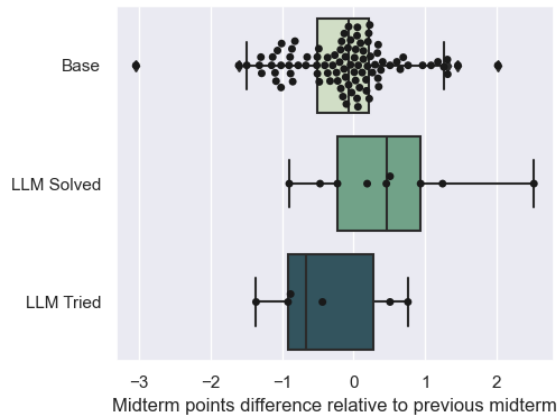 Base
LLM Solved
LLM Tried
−3 −2 −1 0 1 2
Midterm points difference relative to previous midterm